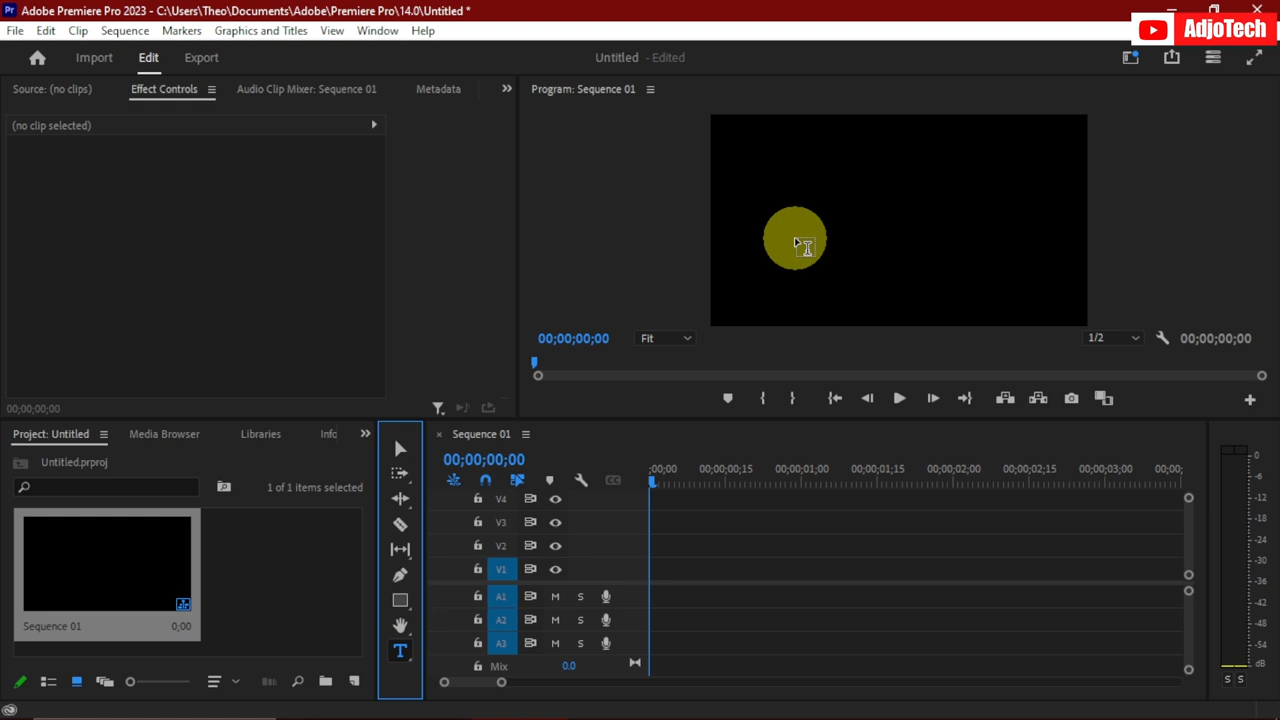 Pr Adobe Premiere Pro 2023 - C:\Users\Theo\Documents\Adobe\Premiere Pro\14.0\Untitled *
AdjoTech
File Edit Clip Sequence Markers Graphics and Titles View Window Help
Import Edit Export
Untitled - Edited
Source: (no clips) Effect Controls Audio Clip Mixer: Sequence 01 Metadata
Program: Sequence 01
(no clip selected)
00;00;00;00 Fit 1/2 00;00;00;00
00;00;00;00
Project: Untitled Media Browser Libraries Info
Sequence 01
Untitled.prproj
00;00;00;00
;00;00 00;00;00;15 00;00;01;00 00;00;01;15 00;00;02;00 00;00;02;15 00;00;03;00 00;00;
1 of 1 items selected
V4
V3
V2
V1
A1 M S
A2 M S
A3 M S
Mix 0.0
Sequence 01 0;00
T
0
-6
-12
-18
-24
-30
-36
-42
-48
-54
dB
S S